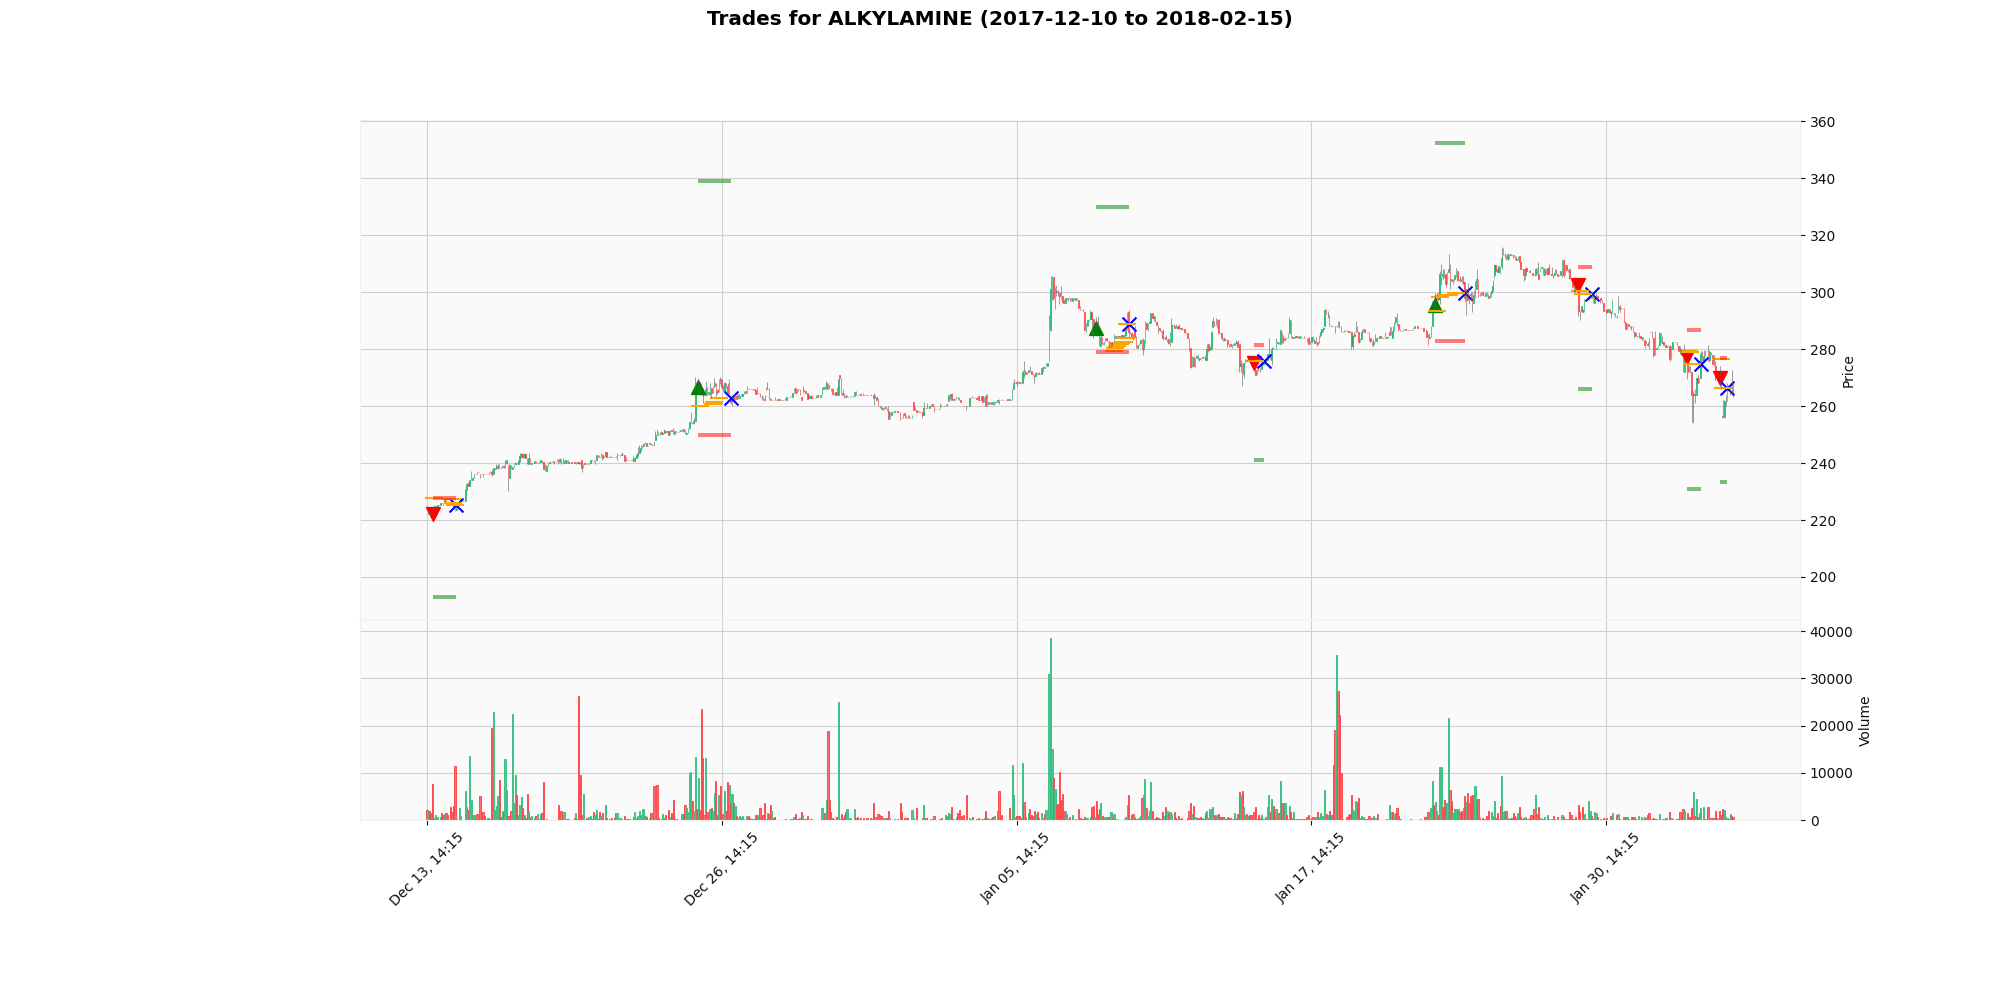 Trades for ALKYLAMINE (2017-12-10 to 2018-02-15)
360
340
320
300
280
260
240
220
200
Price
40000
30000
20000
10000
0
Volume
Dec 13, 14:15
Dec 26, 14:15
Jan 05, 14:15
Jan 17, 14:15
Jan 30, 14:15